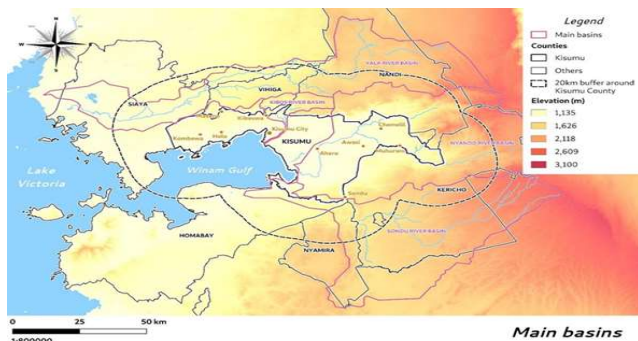 N
Legend
Main basins
Counties
Kisumu
Others
20km buffer around
Kisumu County
Elevation (m)
1,135
1,626
2,118
2,609
3,100
YALA RIVER BASIN
NANDI
VIHIGA
SIAYA
KIBOS RIVER BASIN
Kisumu City
Kombewa
Holo
KISUMU
Chemelil
Awasi
Ahero
Muhoroni
NYANDO RIVER BASIN
Lake
Victoria
Winam Gulf
Sondu
KERICHO
SONDU RIVER BASIN
HOMABAY
NYAMIRA
0
25
50 km
1:800000
Main basins